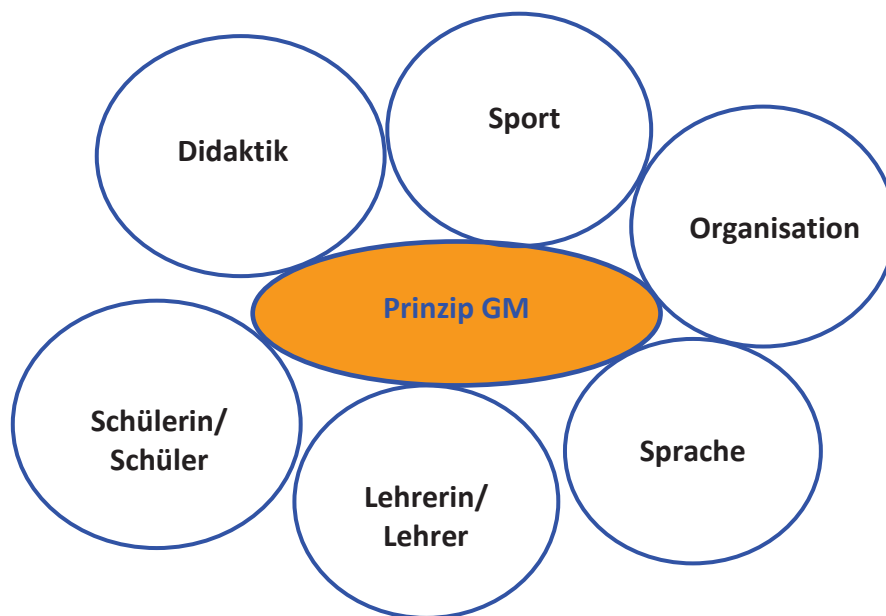 Didaktik
Sport
Organisation
Prinzip GM
Schülerin/
Schüler
Lehrerin/
Lehrer
Sprache